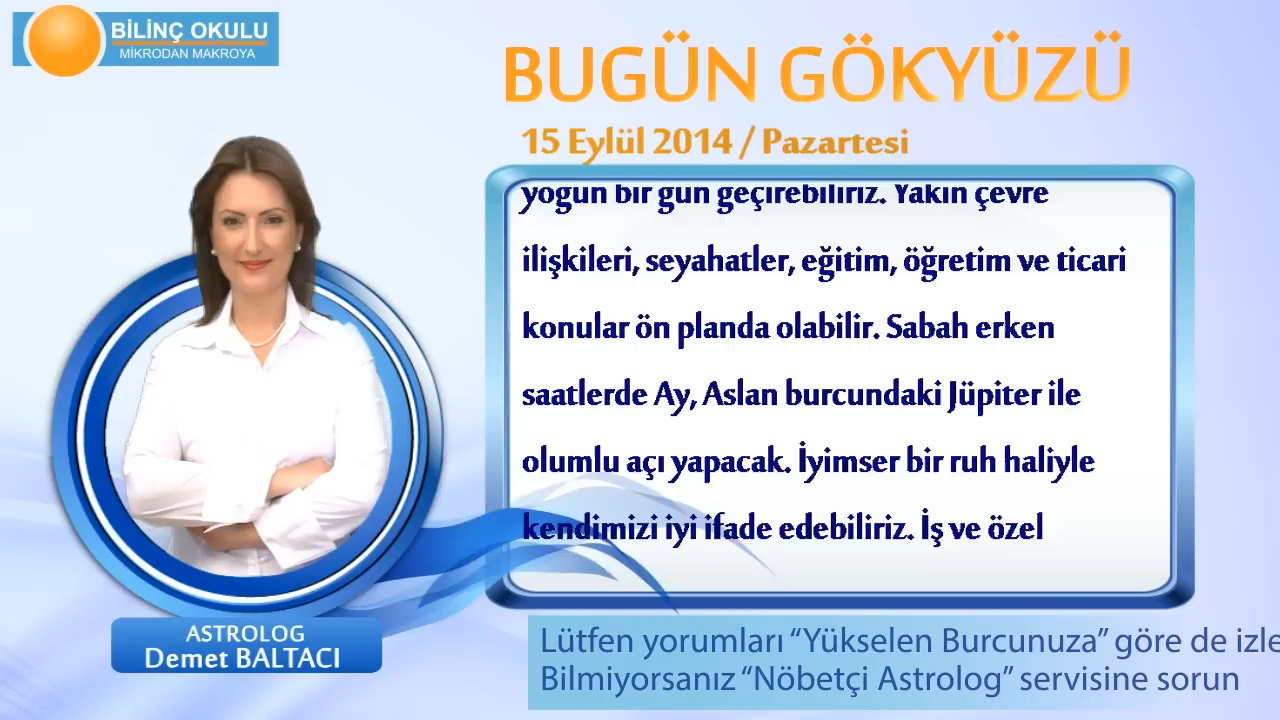 BİLİNÇ OKULU
MİKRODAN MAKROYA
BUGÜN GÖKYÜZÜ
15 Eylül 2014 / Pazartesi
yoğun bir gün geçirebiliriz. Yakın çevre
ilişkileri, seyahatler, eğitim, öğretim ve ticari
konular ön planda olabilir. Sabah erken
saatlerde Ay, Aslan burcundaki Jüpiter ile
olumlu açı yapacak. İyimser bir ruh haliyle
kendimizi iyi ifade edebiliriz. İş ve özel
ASTROLOG
Demet BALTACI
Lütfen yorumları “Yükselen Burcunuza” göre de izle
Bilmiyorsanız “Nöbetçi Astrolog” servisine sorun